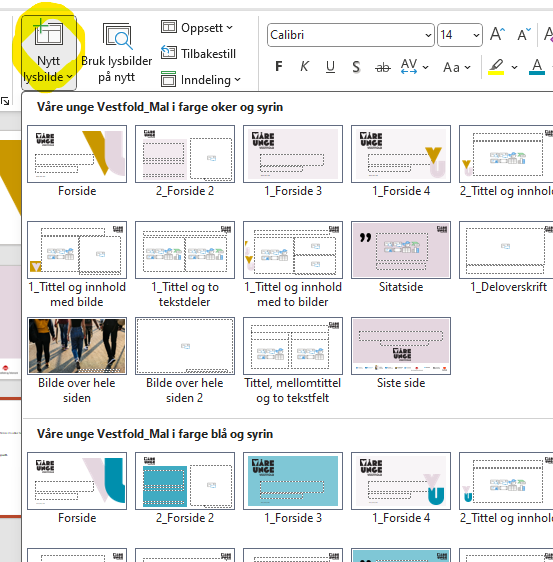 Nytt lysbilde
Bruk lysbilder på nytt
Oppsett
Tilbakestill
Inndeling
Calibri
14
A A
F K U S ab AV Aa A
Våre unge Vestfold_Mal i farge oker og syrin
VÅRE UNGE
Forside
2_Forside 2
1_Forside 3
1_Forside 4
2_Tittel og innhold
1_Tittel og innhold med bilde
1_Tittel og to tekstdeler
1_Tittel og innhold med to bilder
Sitatside
1_Deloverskrift
Bilde over hele siden
Bilde over hele siden 2
Tittel, mellomtittel og to tekstfelt
Siste side
Våre unge Vestfold_Mal i farge blå og syrin
VÅRE UNGE
Forside
2_Forside 2
1_Forside 3
1_Forside 4
2_Tittel og innhold